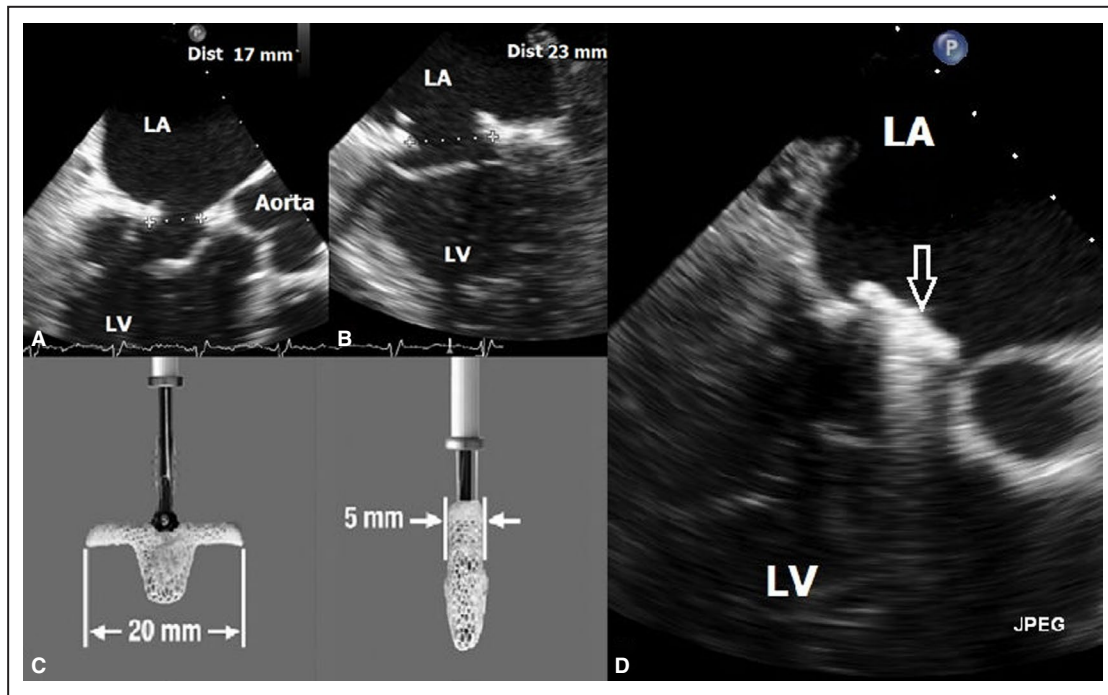 P
Dist 17 mm
LA
Aorta
LV
A
Dist 23 mm
LA
LV
B
20 mm
C
5 mm
P
LA
LV
JPEG
D